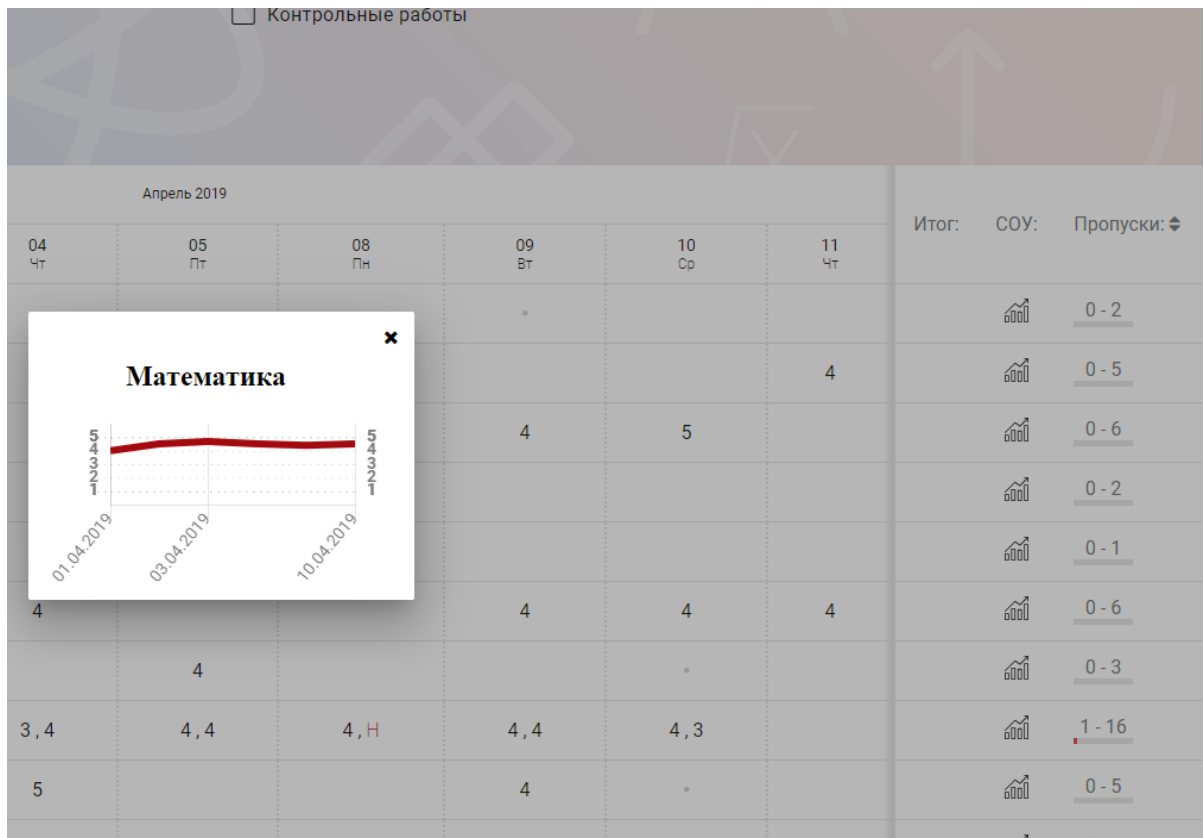 Контрольные работы
Апрель 2019
Итог: СОУ: Пропуски:
04 05 08 09 10 11
Чт Пт Пн Вт Ср Чт
0 - 2
Математика
4 0 - 5
5 5
4 4
3 3
2 2
1 1
01.04.2019 03.04.2019 10.04.2019
4 5 0 - 6
0 - 2
0 - 1
4 4 4 4 0 - 6
4 0 - 3
3 , 4 4 , 4 4 , Н 4 , 4 4 , 3 1 - 16
5 4 0 - 5